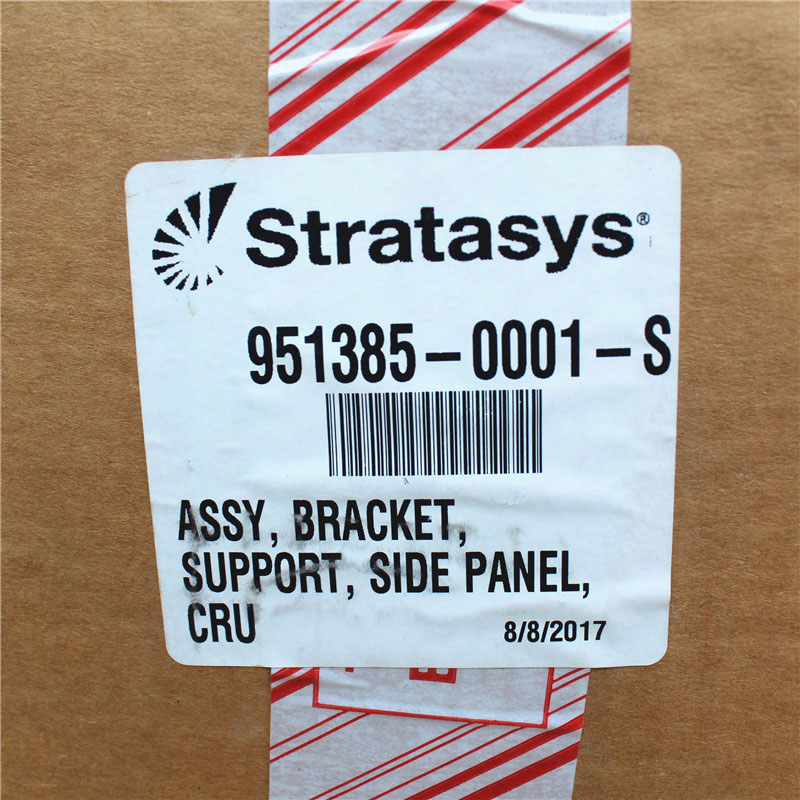 Stratasys®
951385-0001-S
ASSY, BRACKET,
SUPPORT, SIDE PANEL,
CRU
8/8/2017